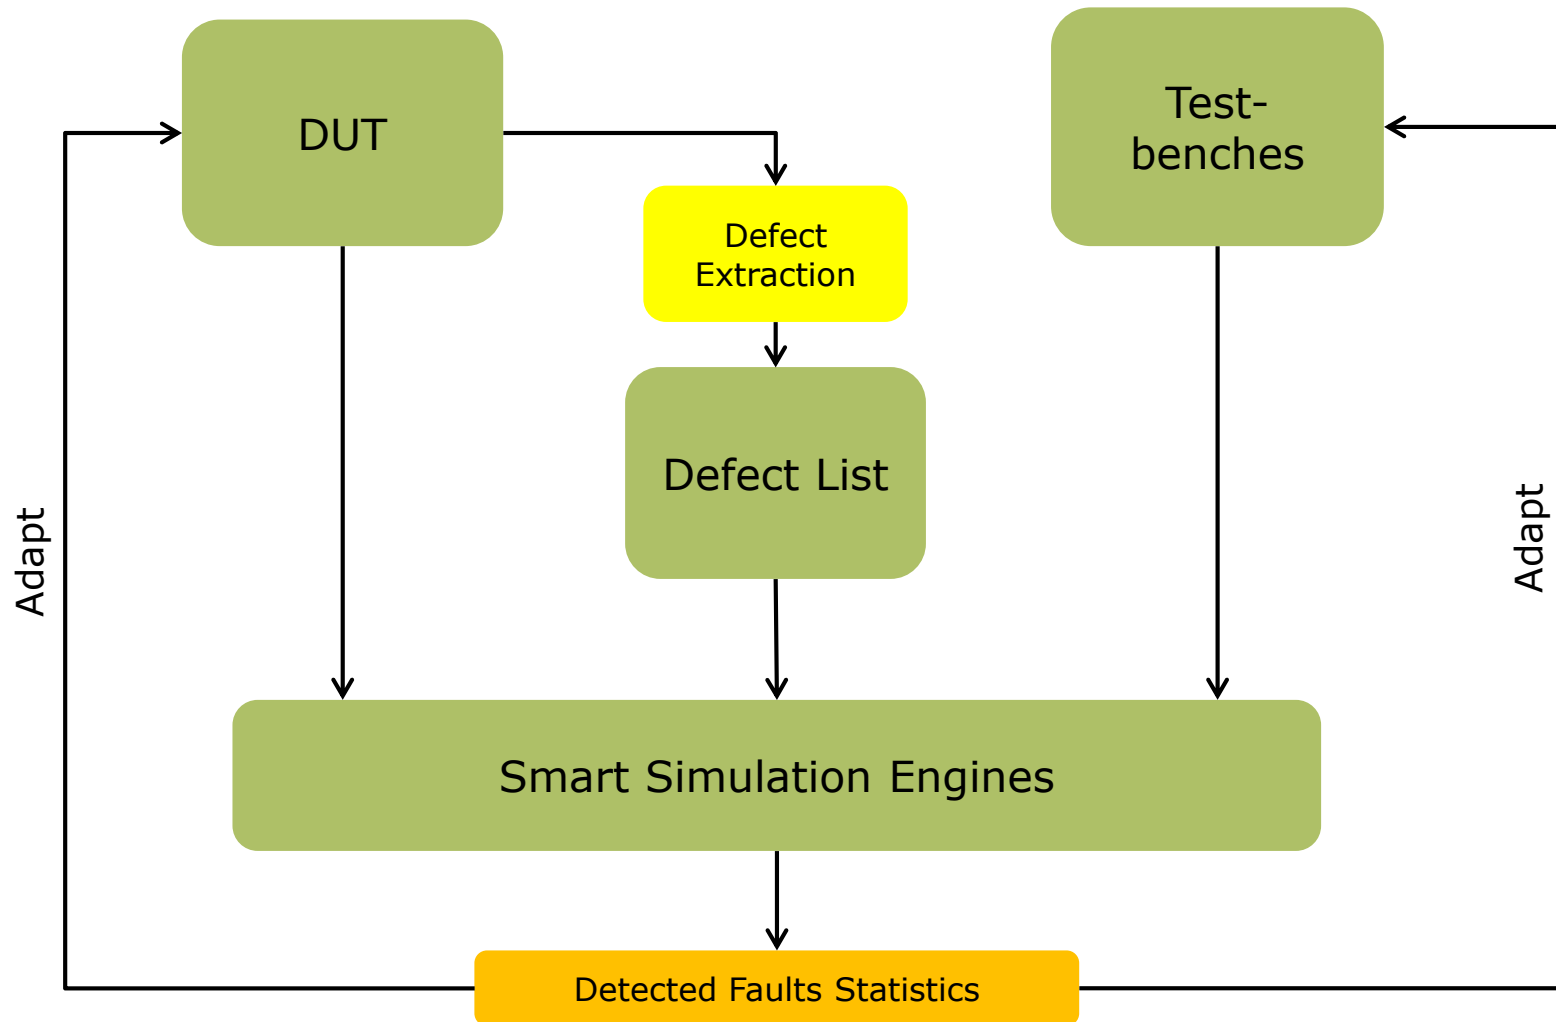 DUT
Test-
benches
Defect
Extraction
Defect List
Adapt
Adapt
Smart Simulation Engines
Detected Faults Statistics